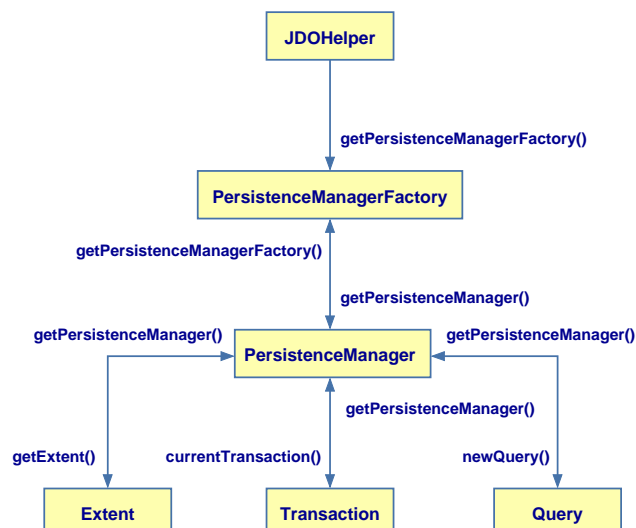 JDOHelper
getPersistenceManagerFactory()
PersistenceManagerFactory
getPersistenceManagerFactory()
getPersistenceManager()
getPersistenceManager()
getPersistenceManager()
PersistenceManager
getPersistenceManager()
getExtent()
currentTransaction()
newQuery()
Extent
Transaction
Query